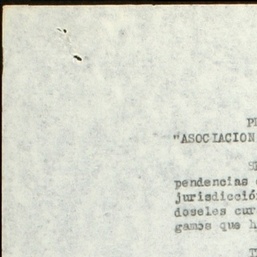 "ASOCIACION
pendencias
jurisdicció
doseles cur
gamos que h